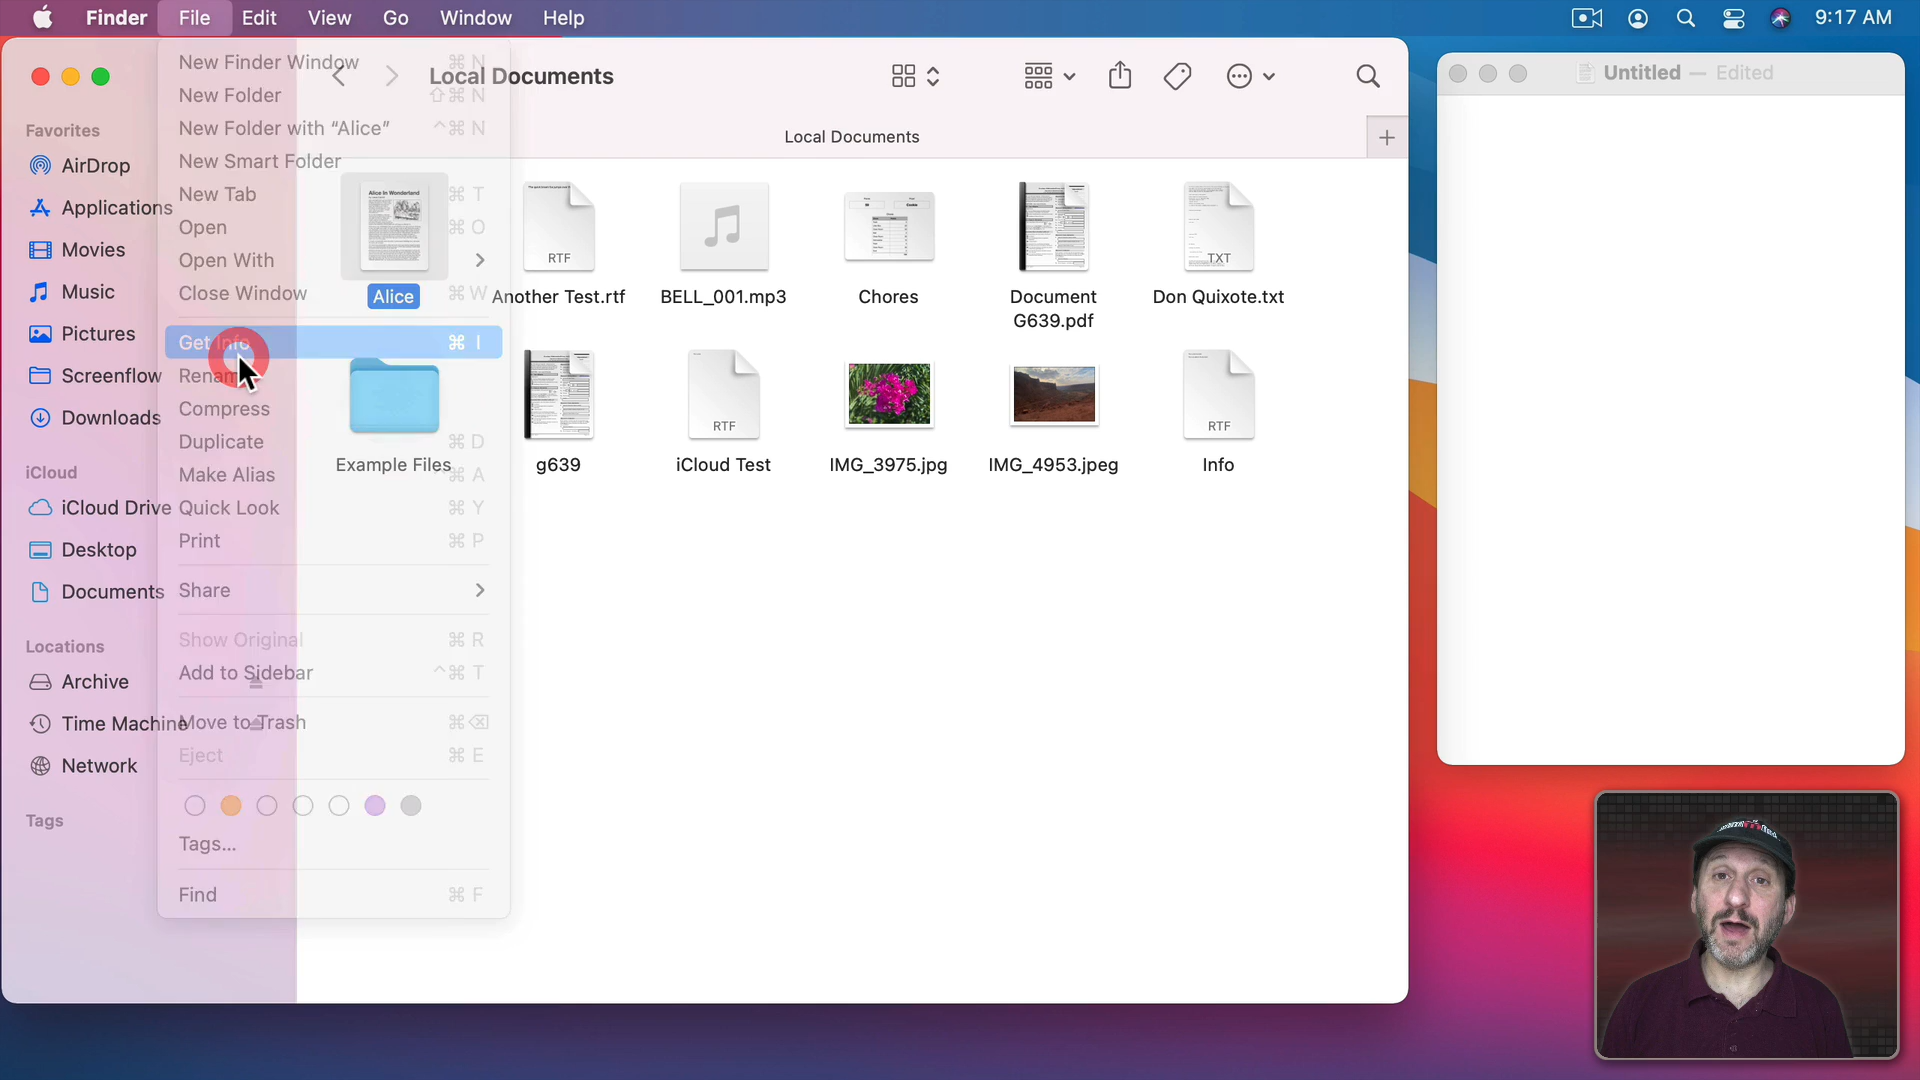 Finder File Edit View Go Window Help 9:17 AM
New Finder Window ⌘ N
New Folder ⇧⌘ N
New Folder with “Alice” ^⌘ N
New Smart Folder
New Tab ⌘ T
Open ⌘ O
Open With
Close Window ⌘ W
Get Info ⌘ I
Rename
Compress
Duplicate ⌘ D
Make Alias ⌘ A
Quick Look ⌘ Y
Print ⌘ P
Share
Show Original ⌘ R
Add to Sidebar ^⌘ T
Move to Trash ⌘⌫
Eject ⌘ E
Tags...
Find ⌘ F
Favorites
AirDrop
Applications
Movies
Music
Pictures
Screenflow
Downloads
iCloud
iCloud Drive
Desktop
Documents
Locations
Archive
Time Machine
Network
Tags
Local Documents
Local Documents
Alice In Wonderland
RTF
TXT
Alice
Another Test.rtf
BELL_001.mp3
Chores
Document
G639.pdf
Don Quixote.txt
RTF
RTF
Example Files
g639
iCloud Test
IMG_3975.jpg
IMG_4953.jpeg
Info
Untitled — Edited